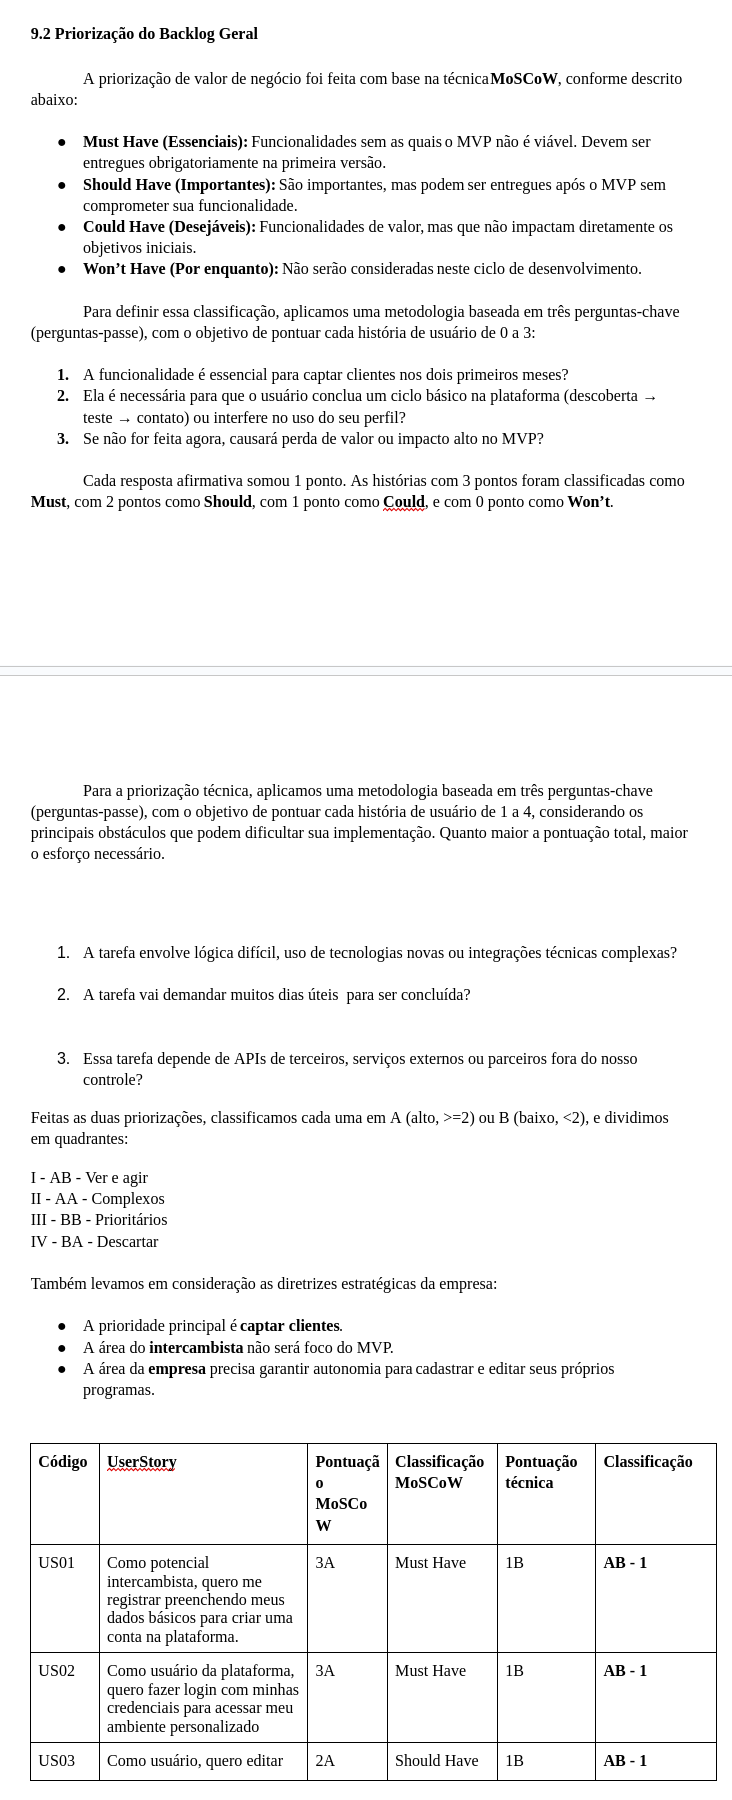 9.2 Priorização do Backlog Geral
A priorização de valor de negócio foi feita com base na técnica MoSCoW, conforme descrito
abaixo:
● Must Have (Essenciais): Funcionalidades sem as quais o MVP não é viável. Devem ser
entregues obrigatoriamente na primeira versão.
● Should Have (Importantes): São importantes, mas podem ser entregues após o MVP sem
comprometer sua funcionalidade.
● Could Have (Desejáveis): Funcionalidades de valor, mas que não impactam diretamente os
objetivos iniciais.
● Won’t Have (Por enquanto): Não serão consideradas neste ciclo de desenvolvimento.
Para definir essa classificação, aplicamos uma metodologia baseada em três perguntas-chave
(perguntas-passe), com o objetivo de pontuar cada história de usuário de 0 a 3:
1. A funcionalidade é essencial para captar clientes nos dois primeiros meses?
2. Ela é necessária para que o usuário conclua um ciclo básico na plataforma (descoberta →
teste → contato) ou interfere no uso do seu perfil?
3. Se não for feita agora, causará perda de valor ou impacto alto no MVP?
Cada resposta afirmativa somou 1 ponto. As histórias com 3 pontos foram classificadas como
Must, com 2 pontos como Should, com 1 ponto como Could, e com 0 ponto como Won’t.
Para a priorização técnica, aplicamos uma metodologia baseada em três perguntas-chave
(perguntas-passe), com o objetivo de pontuar cada história de usuário de 1 a 4, considerando os
principais obstáculos que podem dificultar sua implementação. Quanto maior a pontuação total, maior
o esforço necessário.
1. A tarefa envolve lógica difícil, uso de tecnologias novas ou integrações técnicas complexas?
2. A tarefa vai demandar muitos dias úteis  para ser concluída?
3. Essa tarefa depende de APIs de terceiros, serviços externos ou parceiros fora do nosso
controle?
Feitas as duas priorizações, classificamos cada uma em A (alto, >=2) ou B (baixo, <2), e dividimos
em quadrantes:
I - AB - Ver e agir
II - AA - Complexos
III - BB - Prioritários
IV - BA - Descartar
Também levamos em consideração as diretrizes estratégicas da empresa:
● A prioridade principal é captar clientes.
● A área do intercambista não será foco do MVP.
● A área da empresa precisa garantir autonomia para cadastrar e editar seus próprios
programas.
Código UserStory Pontuaçã Classificação Pontuação Classificação
o MoSCoW técnica
MoSCo
W
US01 Como potencial 3A Must Have 1B AB - 1
intercambista, quero me
registrar preenchendo meus
dados básicos para criar uma
conta na plataforma.
US02 Como usuário da plataforma, 3A Must Have 1B AB - 1
quero fazer login com minhas
credenciais para acessar meu
ambiente personalizado
US03 Como usuário, quero editar 2A Should Have 1B AB - 1